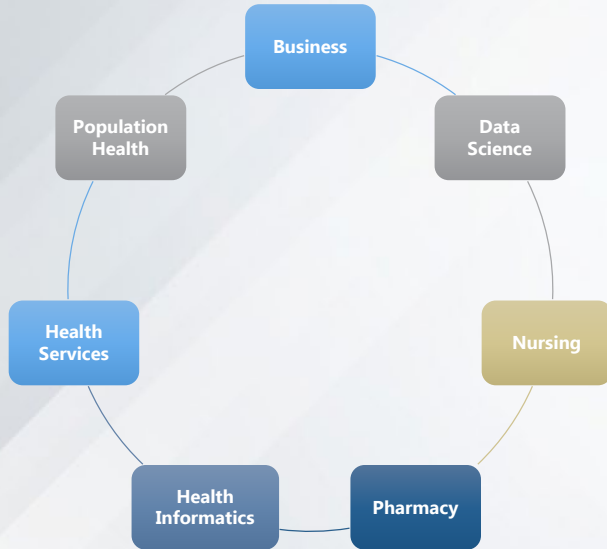 Business
Data
Science
Nursing
Pharmacy
Health
Informatics
Health
Services
Population
Health